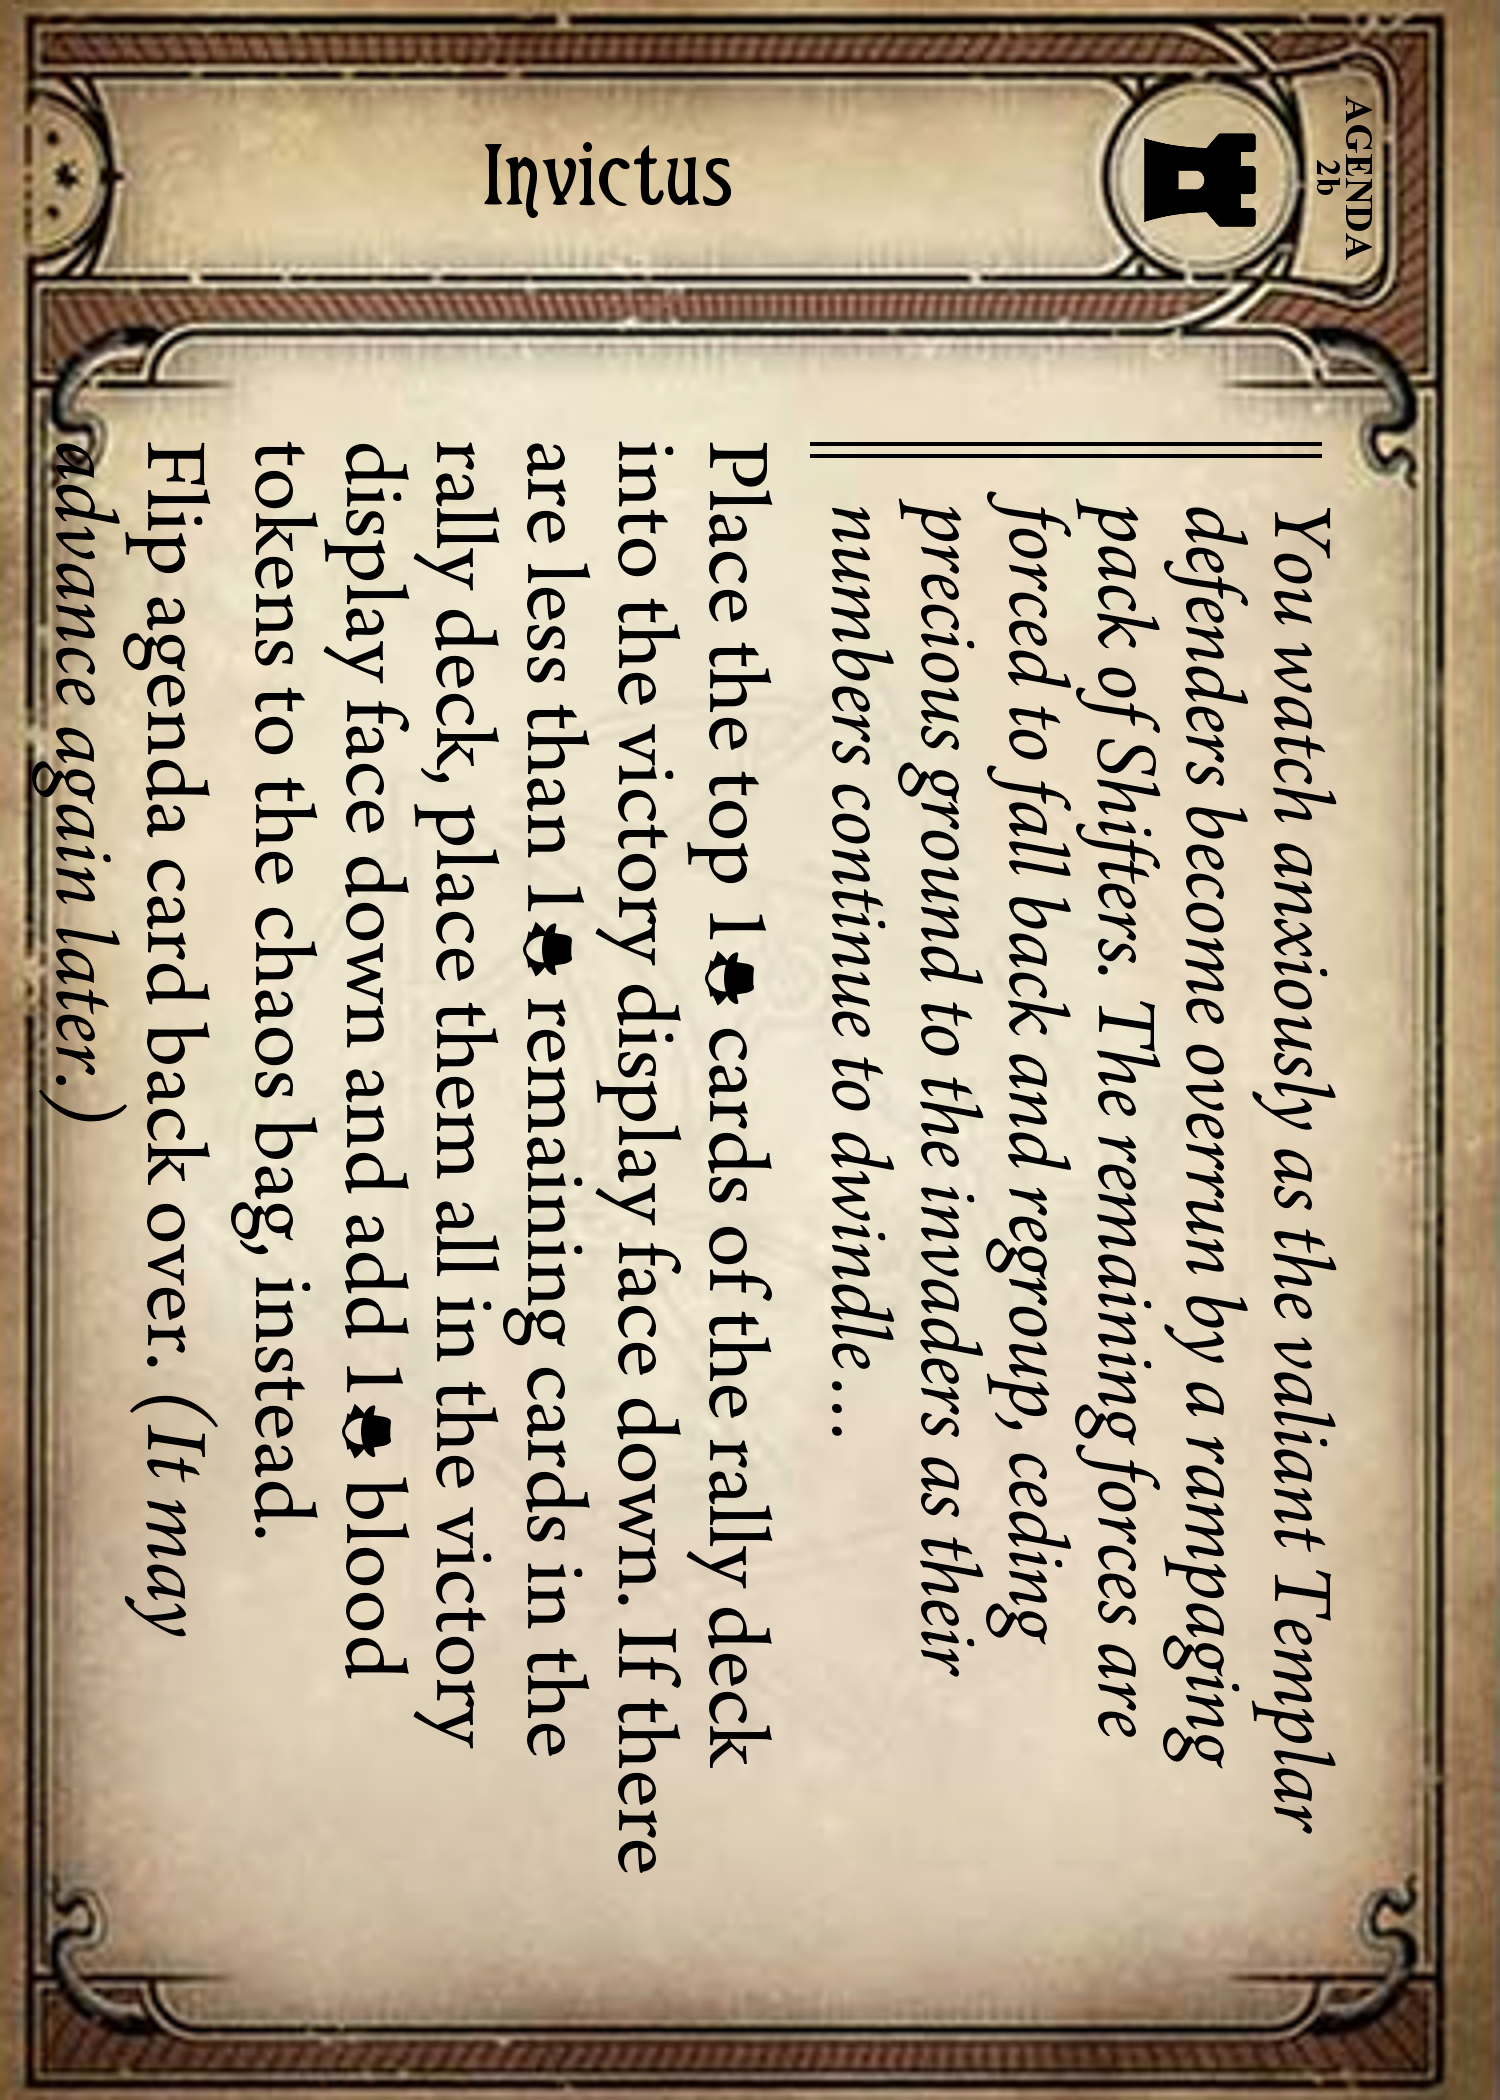 AGENDA
2b
Invictus
You watch anxiously as the valiant Templar
defenders become overrun by a rampaging
pack of Shifters. The remaining forces are
forced to fall back and regroup, ceding
precious ground to the invaders as their
numbers continue to dwindle...
Place the top 1 cards of the rally deck
into the victory display face down. If there
are less than 1 remaining cards in the
rally deck, place them all in the victory
display face down and add 1 blood
tokens to the chaos bag, instead.
Flip agenda card back over. (It may
advance again later.)